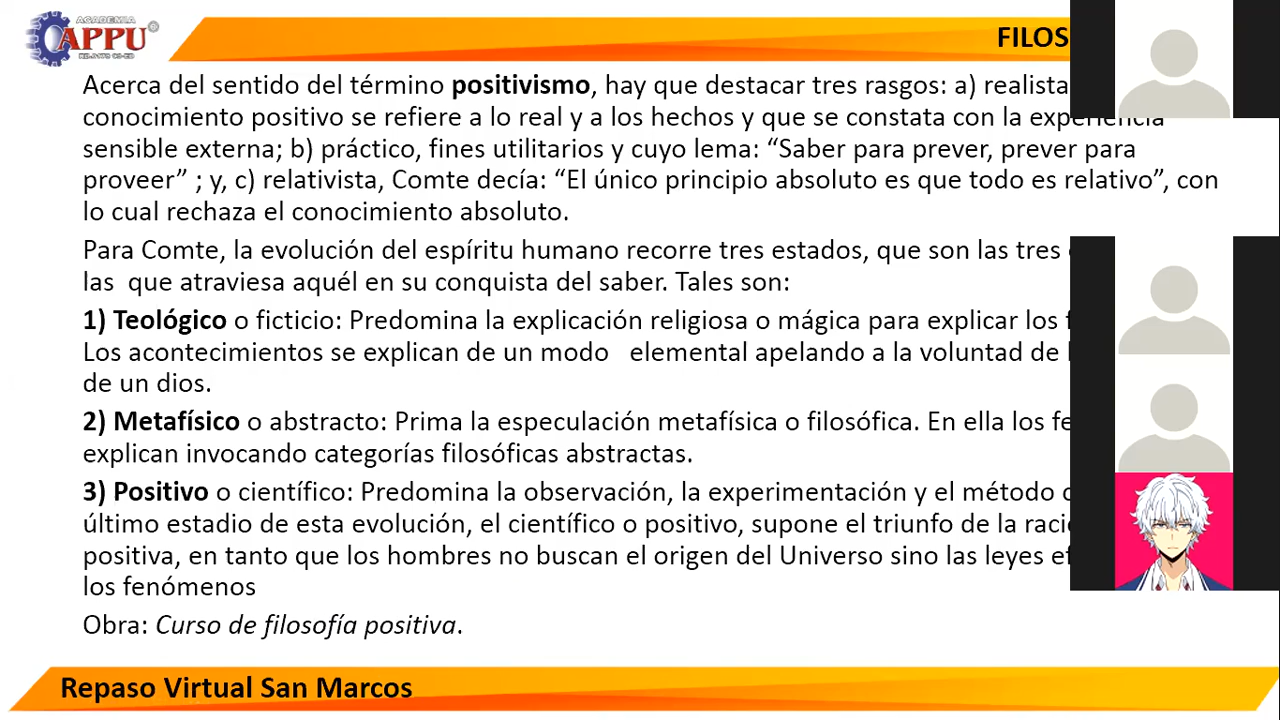 ACADEMIA
APPU
FILOS
Acerca del sentido del término positivismo, hay que destacar tres rasgos: a) realista
conocimiento positivo se refiere a lo real y a los hechos y que se constata con la experiencia
sensible externa; b) práctico, fines utilitarios y cuyo lema: “Saber para prever, prever para
proveer” ; y, c) relativista, Comte decía: “El único principio absoluto es que todo es relativo”, con
lo cual rechaza el conocimiento absoluto.
Para Comte, la evolución del espíritu humano recorre tres estados, que son las tres
las que atraviesa aquél en su conquista del saber. Tales son:
1) Teológico o ficticio: Predomina la explicación religiosa o mágica para explicar los
Los acontecimientos se explican de un modo elemental apelando a la voluntad de
de un dios.
2) Metafísico o abstracto: Prima la especulación metafísica o filosófica. En ella los
explican invocando categorías filosóficas abstractas.
3) Positivo o científico: Predomina la observación, la experimentación y el método
último estadio de esta evolución, el científico o positivo, supone el triunfo de la
positiva, en tanto que los hombres no buscan el origen del Universo sino las leyes
los fenómenos
Obra: Curso de filosofía positiva.
Repaso Virtual San Marcos